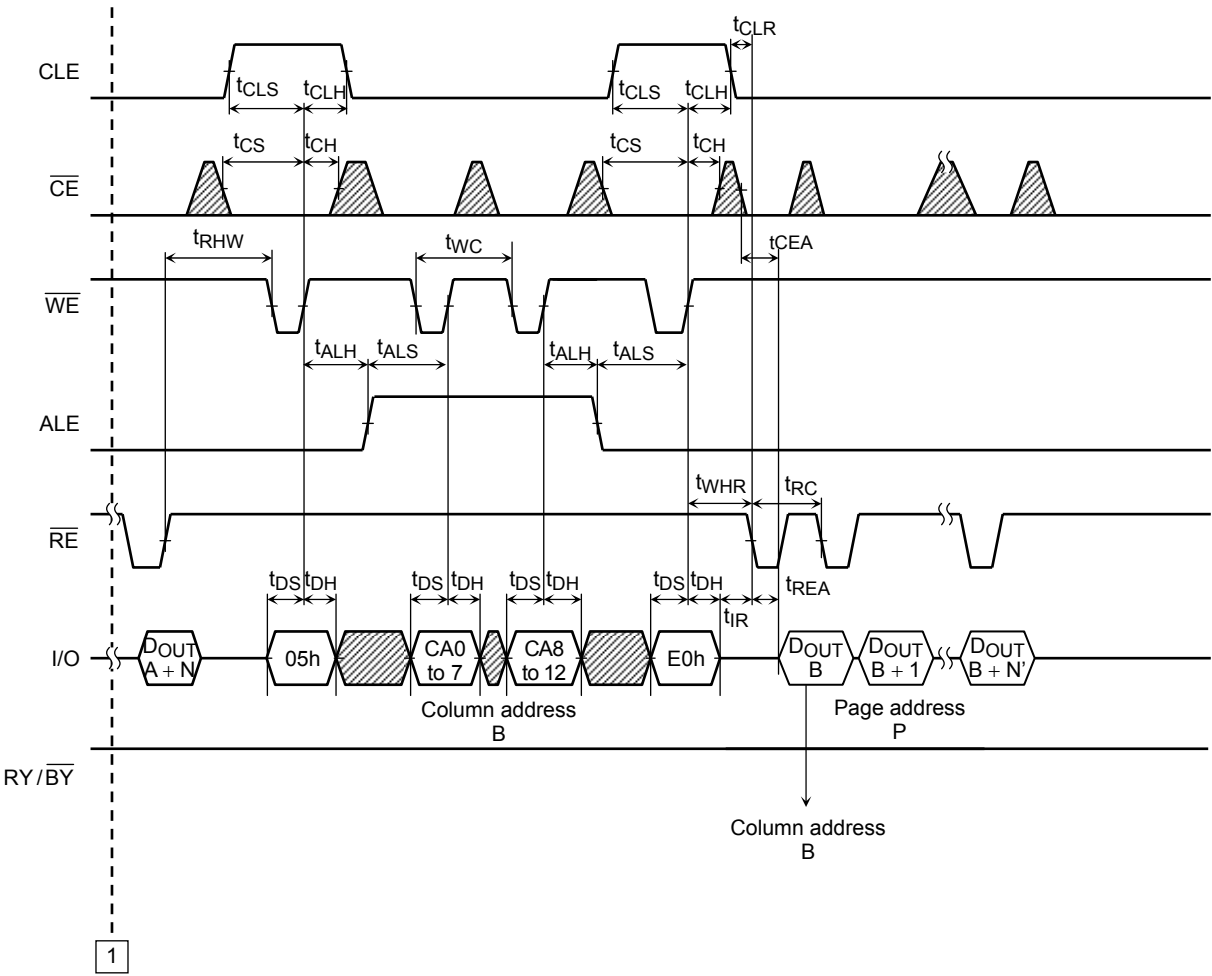 tCLR
CLE
tCLS tCLH tCLS tCLH
tCS tCH tCS tCH
CE
tCEA
tRHW tWC
WE
tALH tALS tALH tALS
ALE
tWHR tRC
RE
tDS tDH tDS tDH tDS tDH tDS tDH tREA
tIR
I/O
DOUT
A + N
05h
CA0
to 7
CA8
to 12
E0h
DOUT
B
DOUT
B + 1
DOUT
B + N'
Column address
B
Page address
P
RY/BY
Column address
B
1